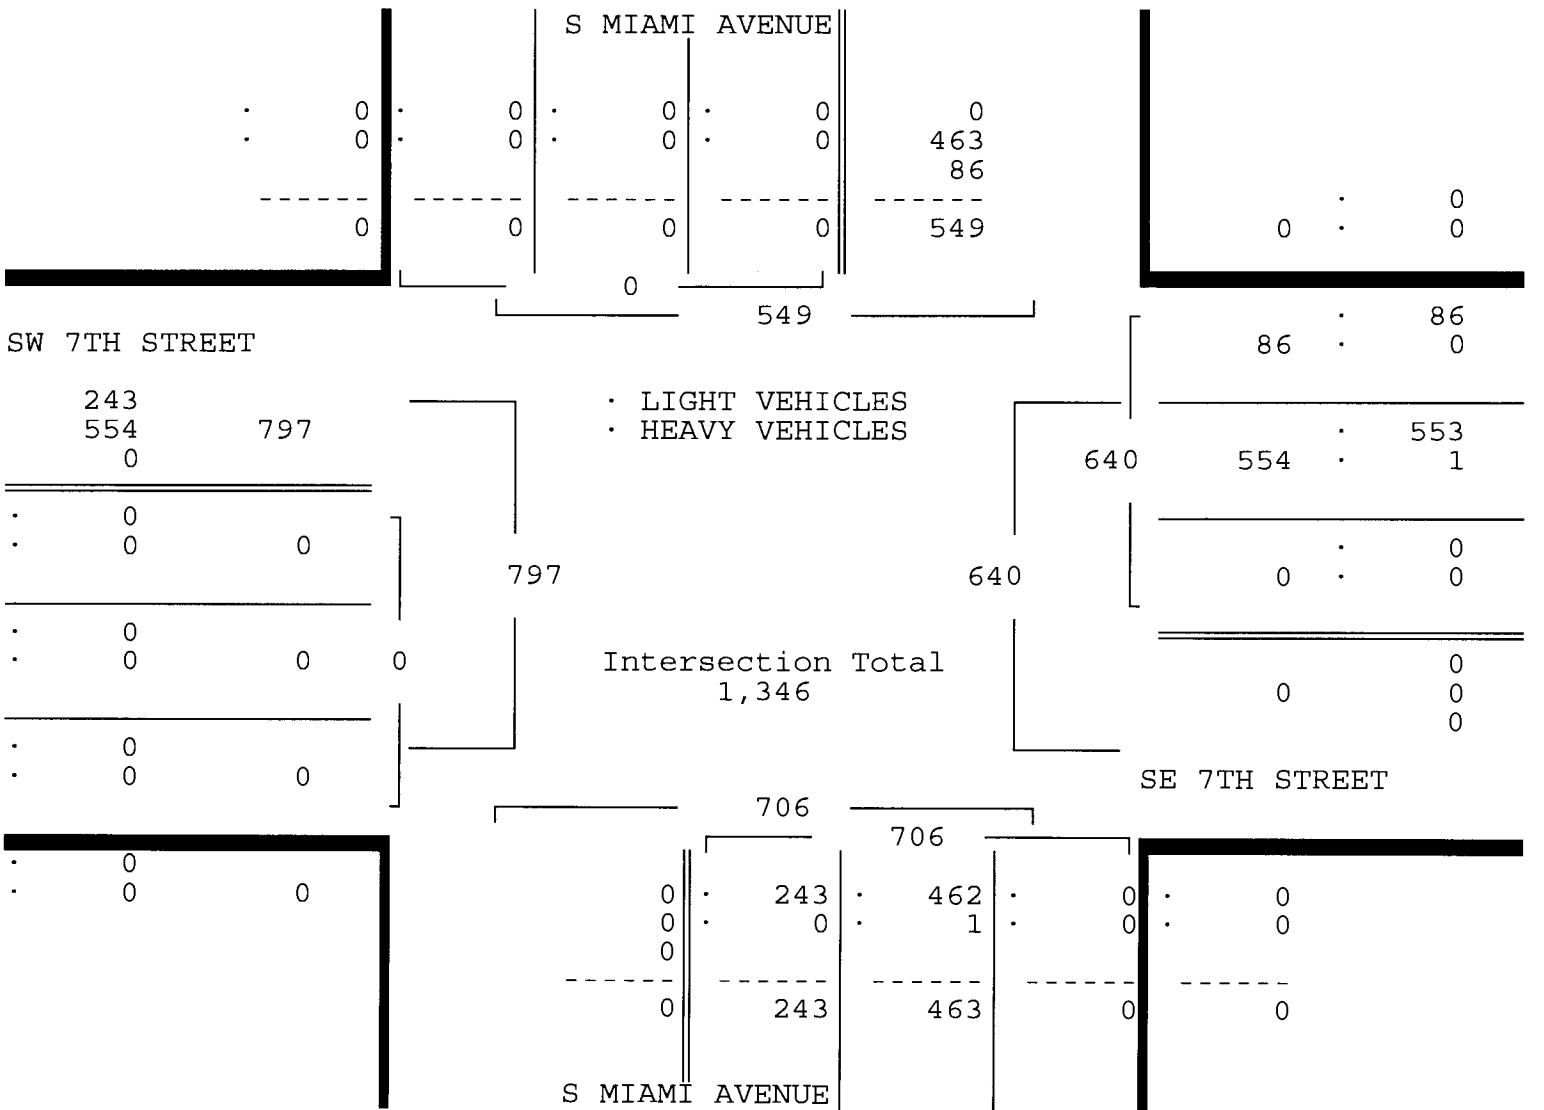 S MIAMI AVENUE
· 0 · 0 · 0 · 0 0
· 0 · 0 · 0 · 0 463
86
------ ------ ------ ------ ------ · 0
0 0 0 0 549 0 · 0
0
549 · 86
SW 7TH STREET 86 · 0
243 · LIGHT VEHICLES
554 797 · HEAVY VEHICLES · 553
0 640 554 · 1
· 0
· 0 0 · 0
797 640 0 · 0
· 0
· 0 0 0 Intersection Total 0
1,346 0 0
0
· 0
· 0 0 SE 7TH STREET
706
706
· 0
· 0 0 0 · 243 · 462 · 0 · 0
0 · 0 · 1 · 0 · 0
0
------ ------ ------ ------ ------
0 243 463 0 0
S MIAMI AVENUE